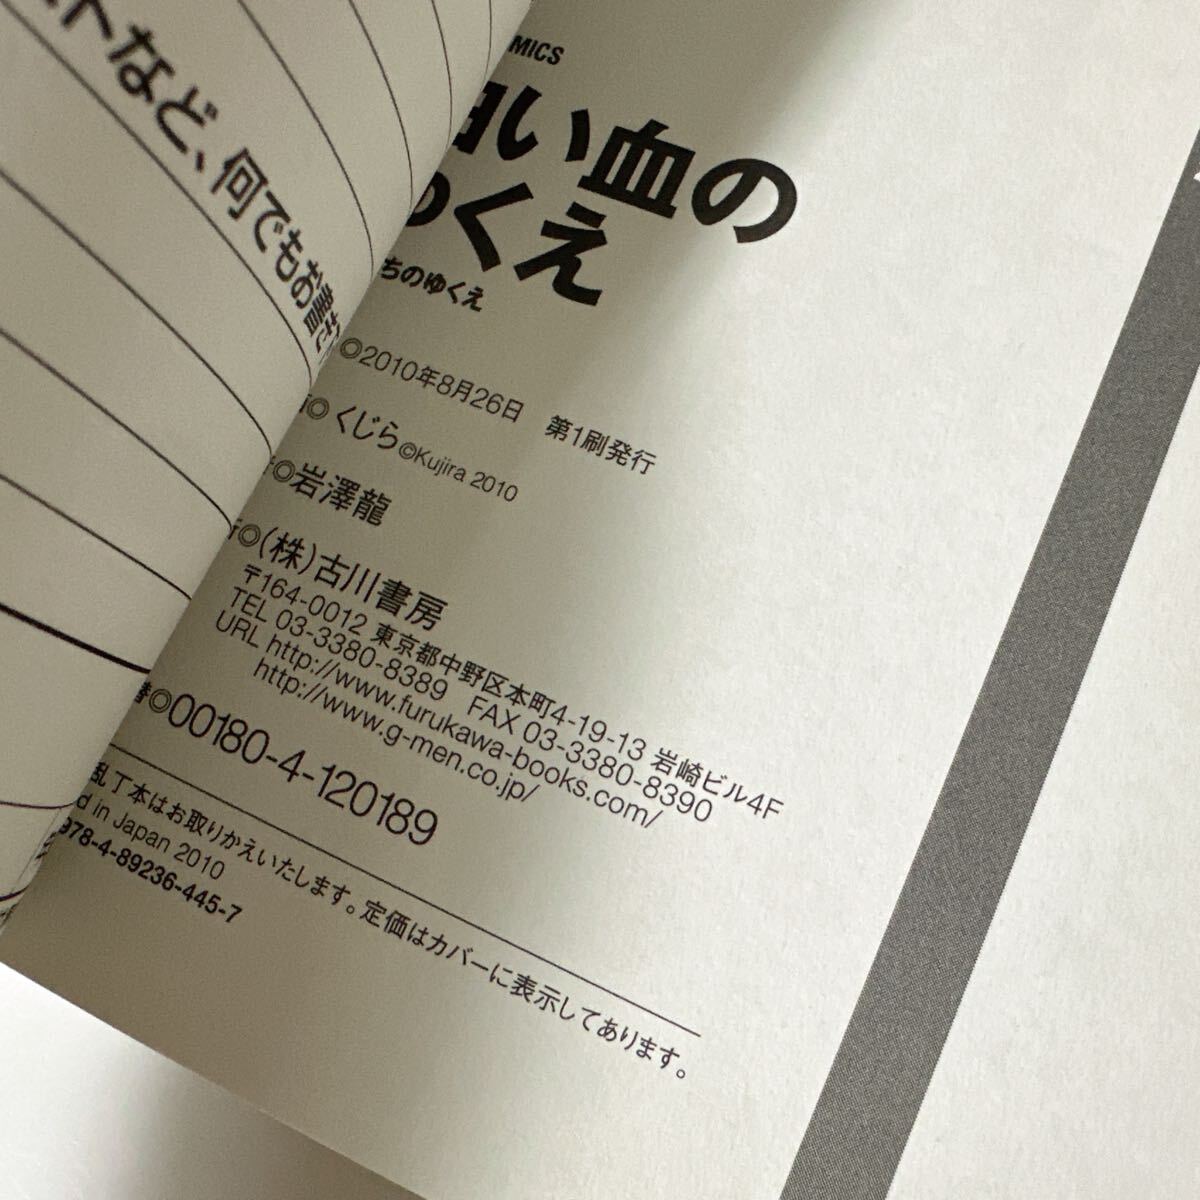 トなど、何でもお書
MICS
い血の
くえ
ちのゆくえ
◎2010年8月26日 第1刷発行
◎くじら©Kujira 2010
◎岩澤龍
◎(株)古川書房
〒164-0012 東京都中野区本町4-19-13 岩崎ビル4F
TEL 03-3380-8389 FAX 03-3380-8390
URL http://www.furukawa-books.com/
http://www.g-men.co.jp/
◎00180-4-120189
乱丁本はお取りかえいたします。定価はカバーに表示してあります。
in Japan 2010
978-4-89236-445-7